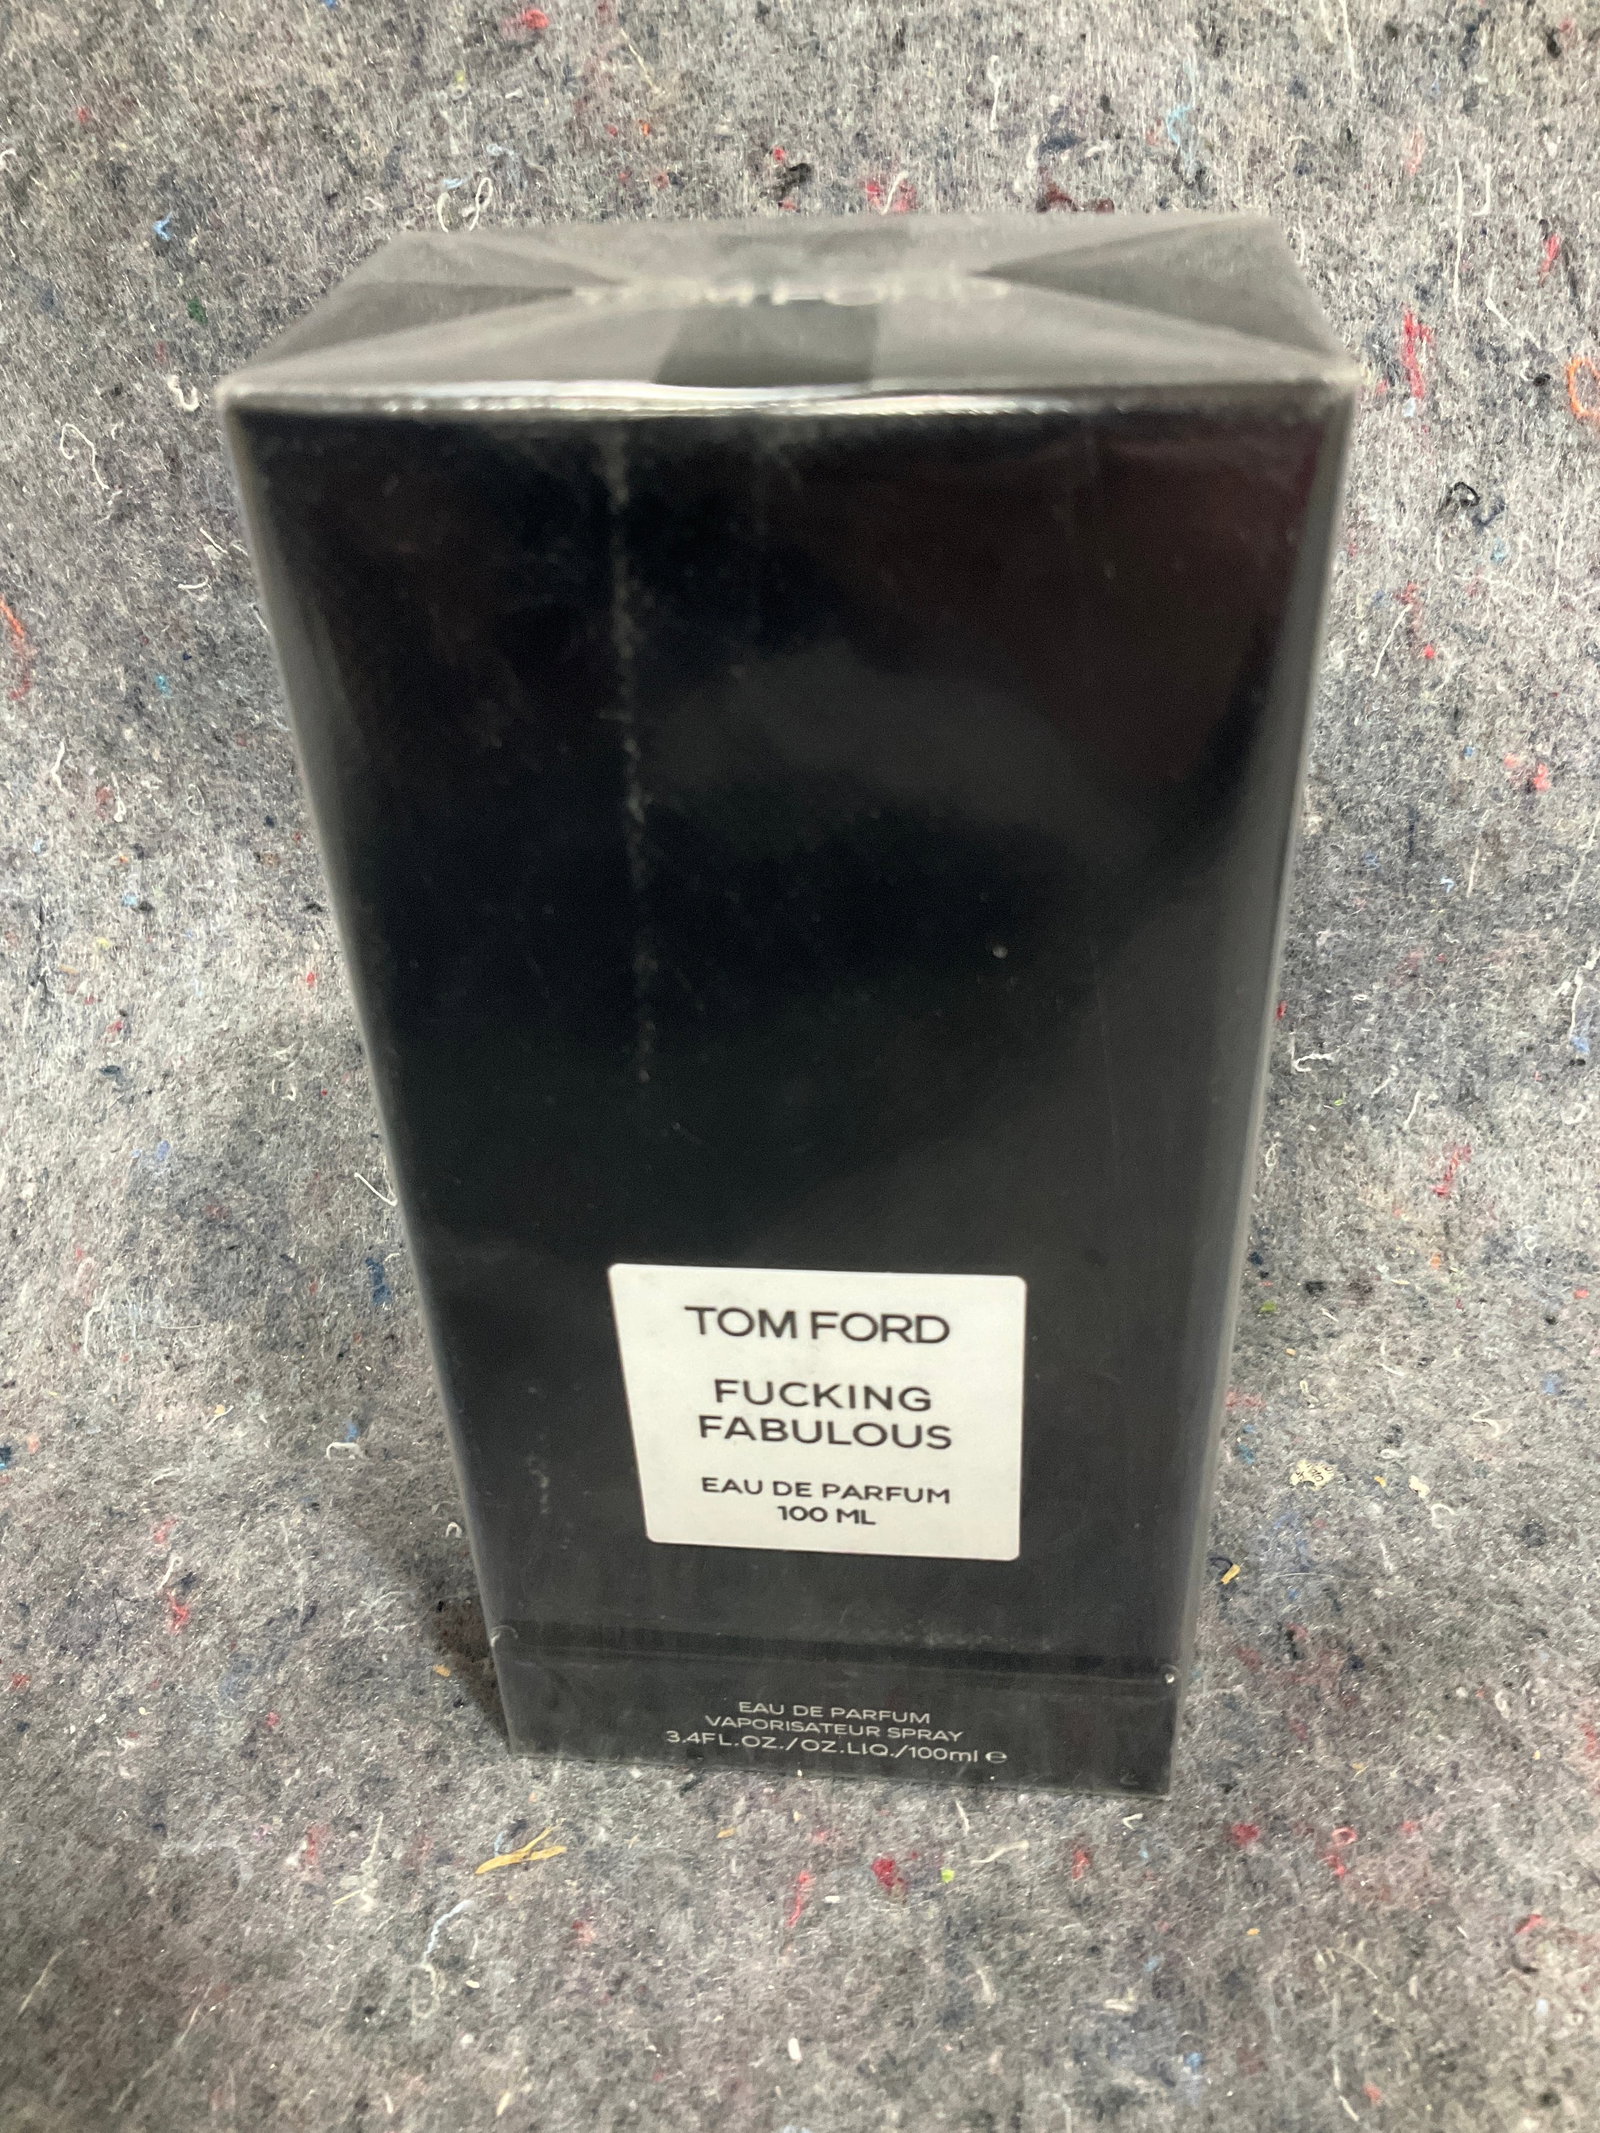 TOM FORD
FUCKING
FABULOUS
EAU DE PARFUM
100 ML
EAU DE PARFUM
VAPORISATEUR SPRAY
3.4FL.OZ./OZ.LIQ./100ml ℮